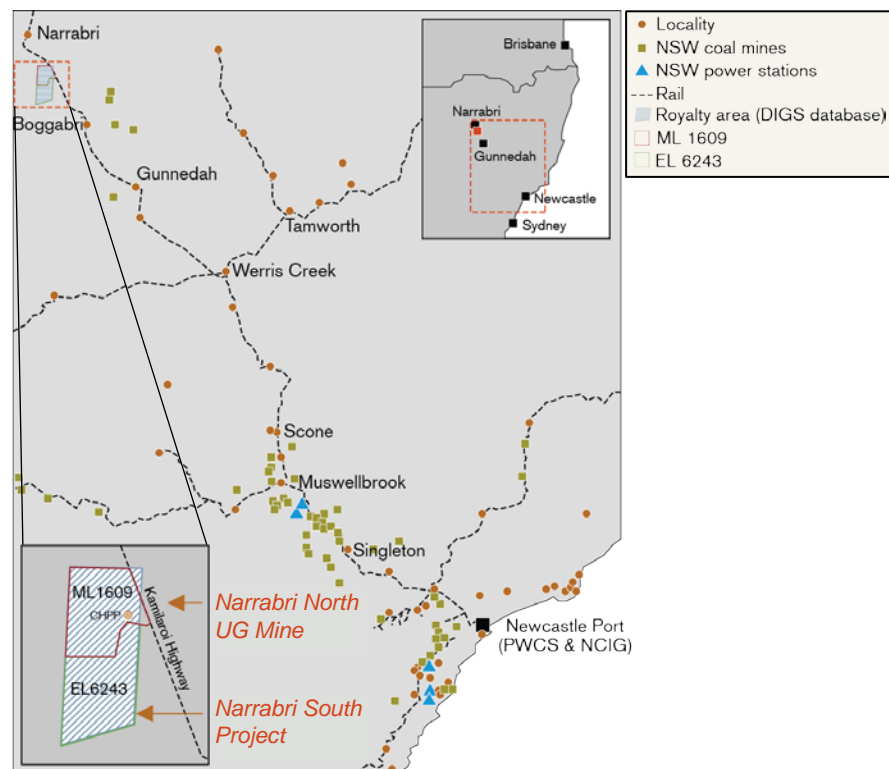 Narrabri
Boggabri
Gunnedah
Tamworth
Werris Creek
Scone
Muswellbrook
Singleton
Newcastle Port
(PWCS & NCIG)
Brisbane
Narrabri
Gunnedah
Newcastle
Sydney
Locality
NSW coal mines
NSW power stations
Rail
Royalty area (DIGS database)
ML 1609
EL 6243
ML1609
CHPP
Kamilaroi Highway
EL6243
Narrabri North
UG Mine
Narrabri South
Project